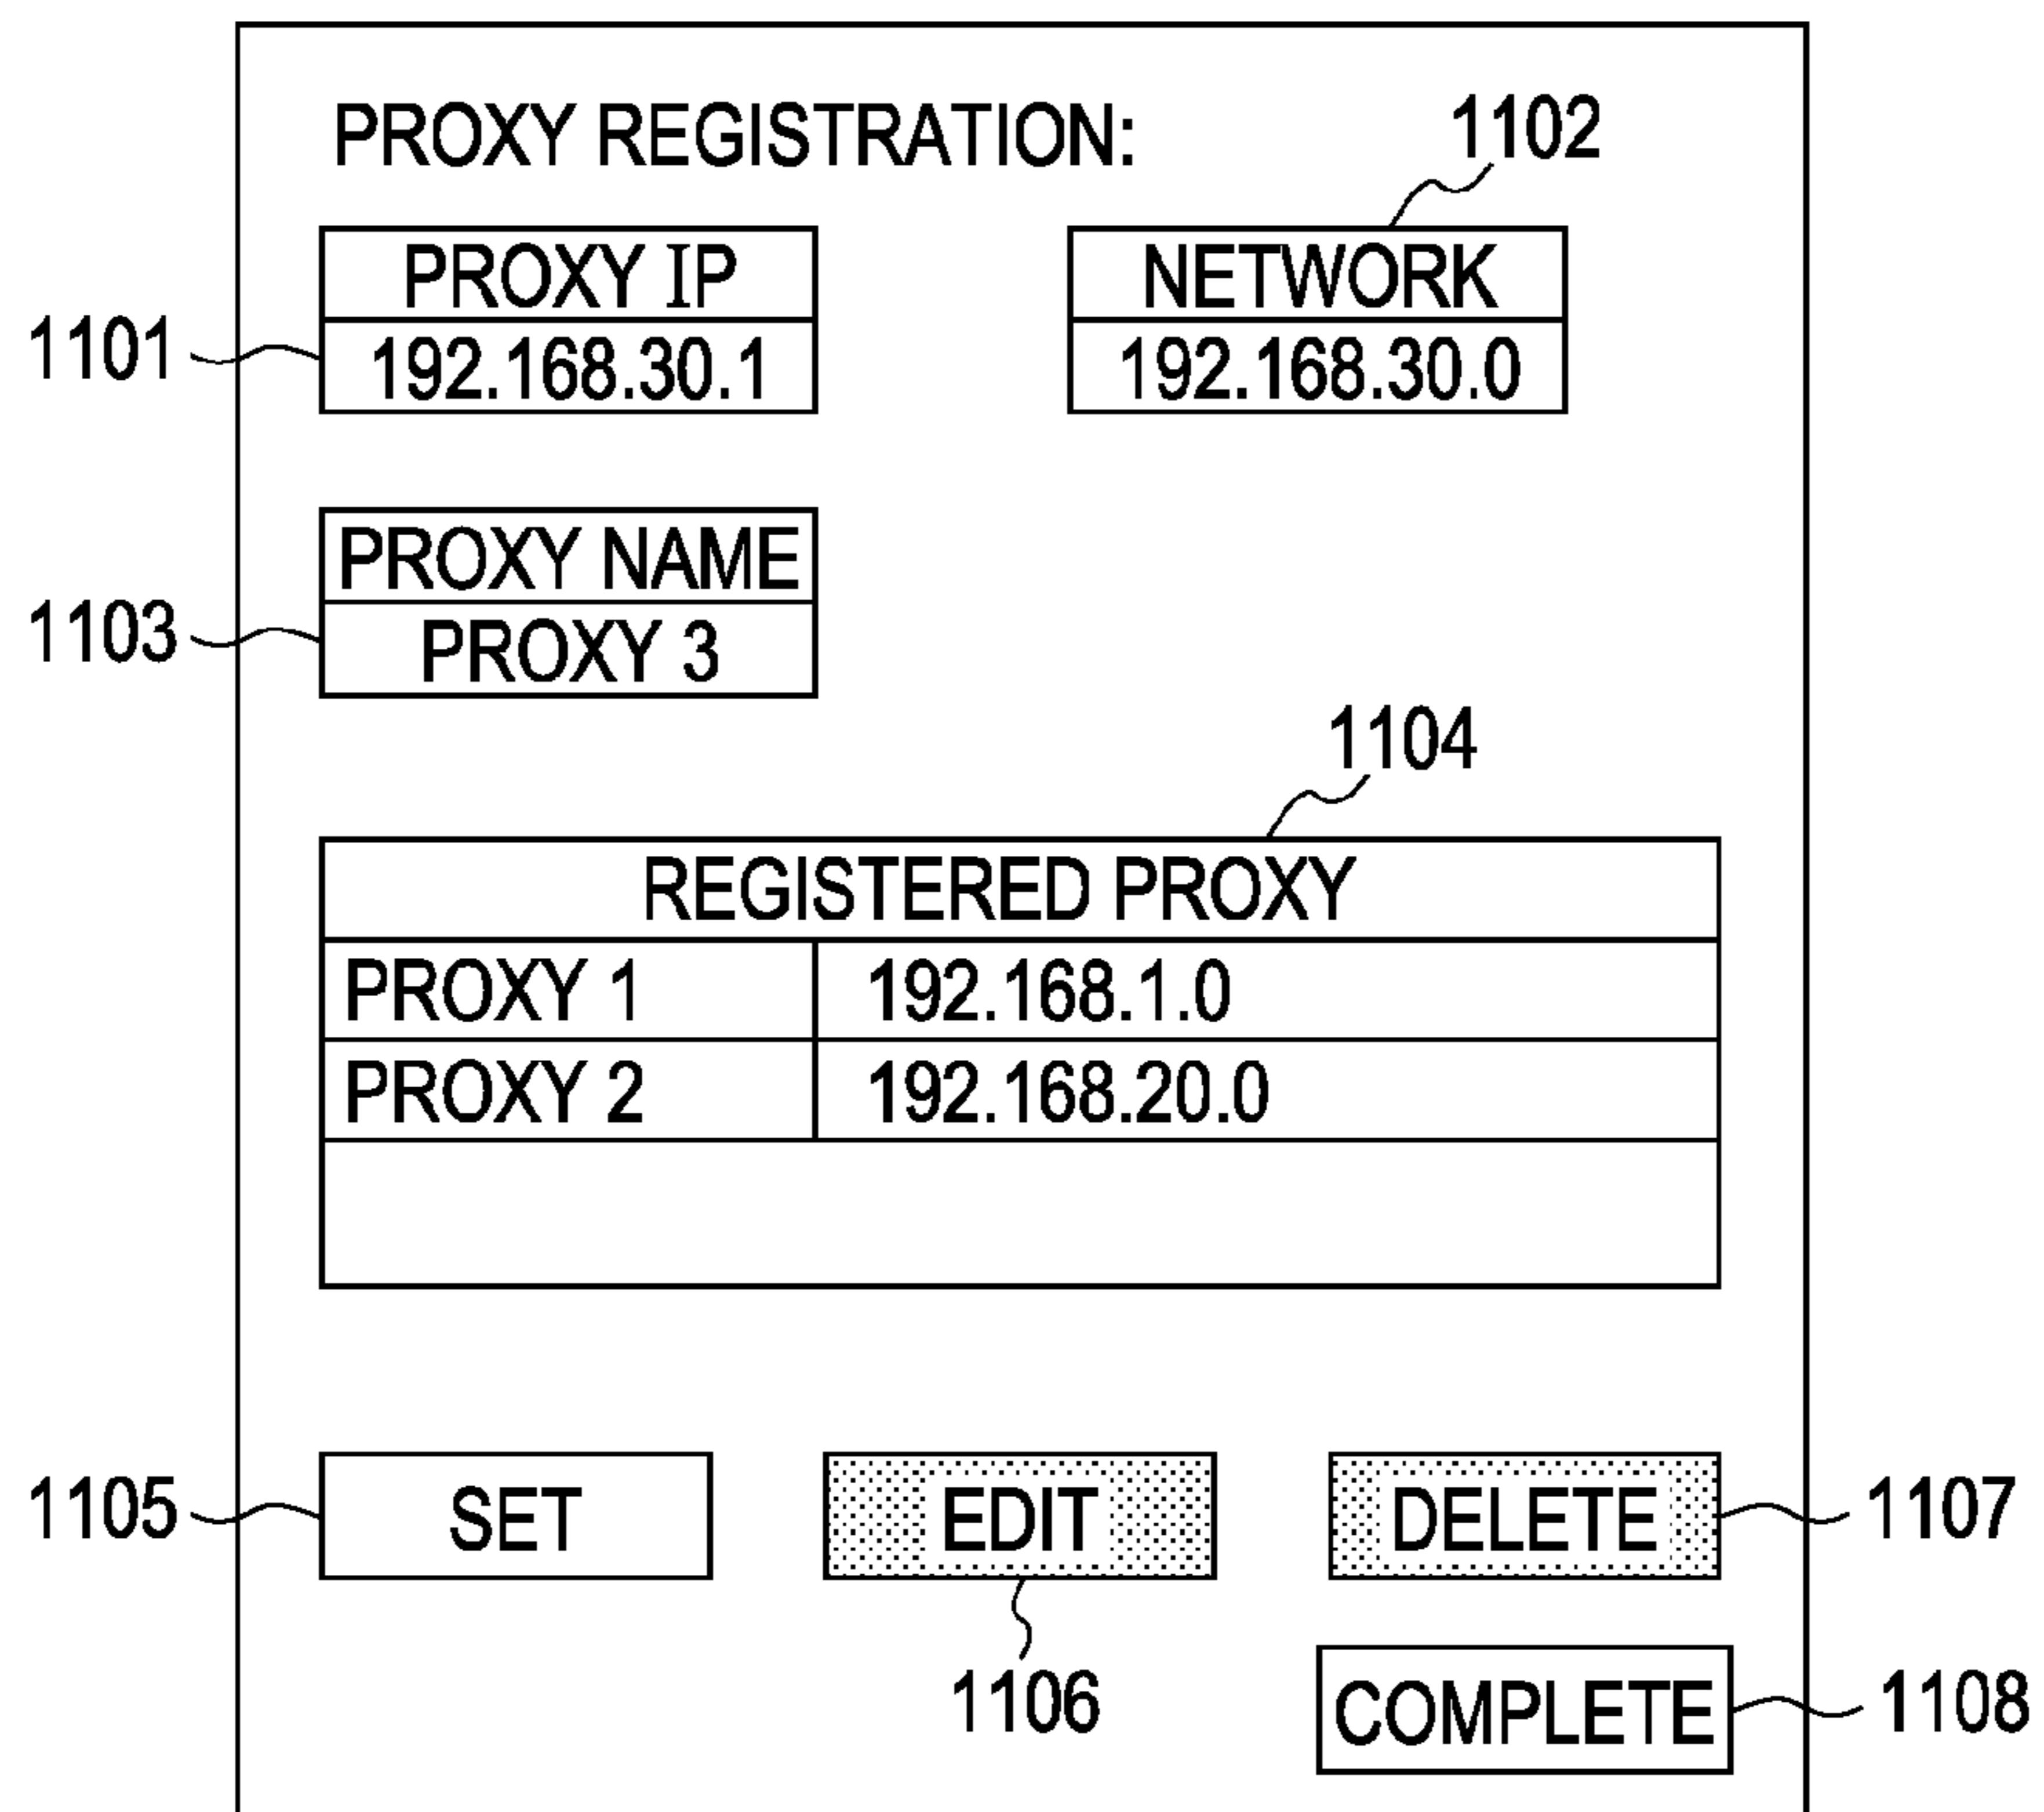 PROXY REGISTRATION:
1102
PROXY IP
NETWORK
1101
192.168.30.1
192.168.30.0
PROXY NAME
1103
PROXY 3
1104
REGISTERED PROXY
PROXY 1 192.168.1.0
PROXY 2 192.168.20.0
1105
SET
EDIT
DELETE
1107
1106
COMPLETE
1108